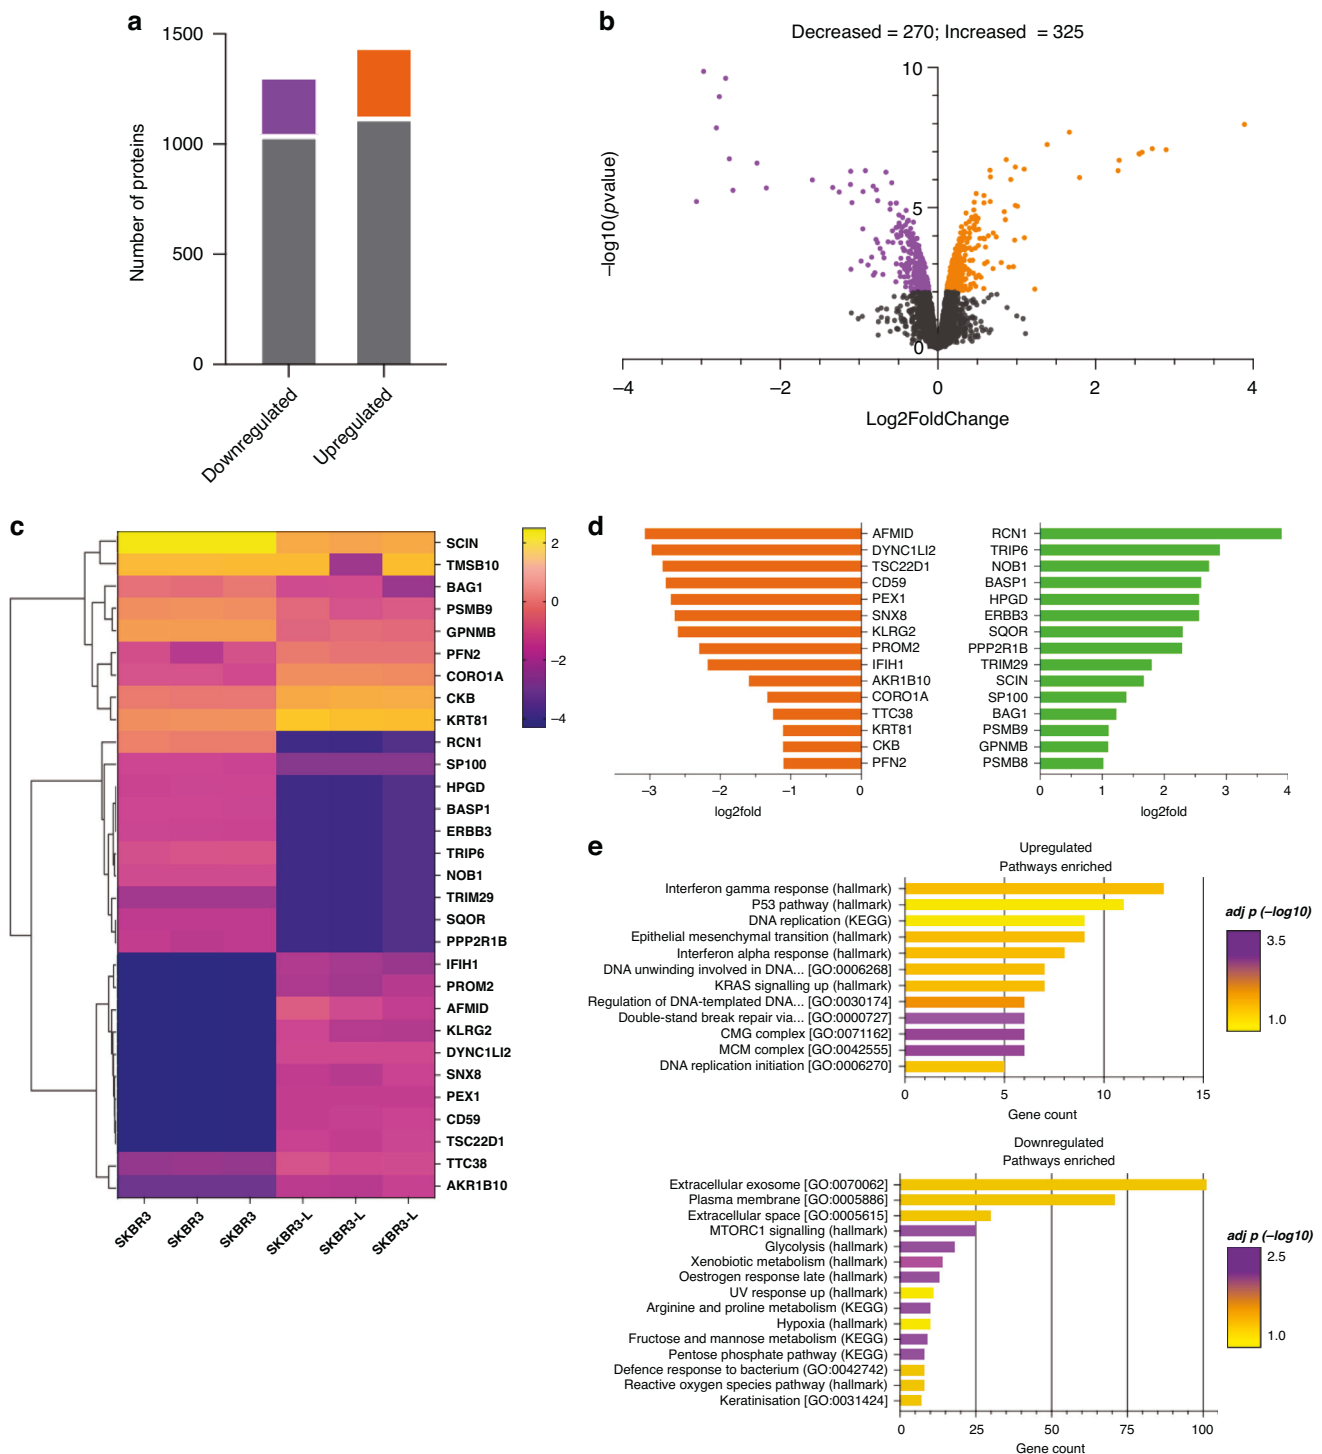 a
1500
1000
500
0
Number of proteins
Downregulated
Upregulated
b
Decreased = 270; Increased = 325
10
5
0
–log10(pvalue)
–4
–2
0
2
4
Log2FoldChange
c
SCIN
TMSB10
BAG1
PSMB9
GPNMB
PFN2
CORO1A
CKB
KRT81
RCN1
SP100
HPGD
BASP1
ERBB3
TRIP6
NOB1
TRIM29
SQOR
PPP2R1B
IFIH1
PROM2
AFMID
KLRG2
DYNC1LI2
SNX8
PEX1
CD59
TSC22D1
TTC38
AKR1B10
SKBR3
SKBR3
SKBR3
SKBR3-L
SKBR3-L
SKBR3-L
2
0
–2
–4
d
AFMID
DYNC1LI2
TSC22D1
CD59
PEX1
SNX8
KLRG2
PROM2
IFIH1
AKR1B10
CORO1A
TTC38
KRT81
CKB
PFN2
–3
–2
–1
0
log2fold
RCN1
TRIP6
NOB1
BASP1
HPGD
ERBB3
SQOR
PPP2R1B
TRIM29
SCIN
SP100
BAG1
PSMB9
GPNMB
PSMB8
0
1
2
3
4
log2fold
e
Upregulated
Pathways enriched
Interferon gamma response (hallmark)
P53 pathway (hallmark)
DNA replication (KEGG)
Epithelial mesenchymal transition (hallmark)
Interferon alpha response (hallmark)
DNA unwinding involved in DNA... [GO:0006268]
KRAS signalling up (hallmark)
Regulation of DNA-templated DNA... [GO:0030174]
Double-stand break repair via... [GO:0000727]
CMG complex [GO:0071162]
MCM complex [GO:0042555]
DNA replication initiation [GO:0006270]
0
5
10
15
Gene count
adj p (–log10)
3.5
1.0
Downregulated
Pathways enriched
Extracellular exosome [GO:0070062]
Plasma membrane [GO:0005886]
Extracellular space [GO:0005615]
MTORC1 signalling (hallmark)
Glycolysis (hallmark)
Xenobiotic metabolism (hallmark)
Oestrogen response late (hallmark)
UV response up (hallmark)
Arginine and proline metabolism (KEGG)
Hypoxia (hallmark)
Fructose and mannose metabolism (KEGG)
Pentose phosphate pathway (KEGG)
Defence response to bacterium (GO:0042742]
Reactive oxygen species pathway (hallmark)
Keratinisation [GO:0031424]
0
25
50
75
100
Gene count
adj p (–log10)
2.5
1.0